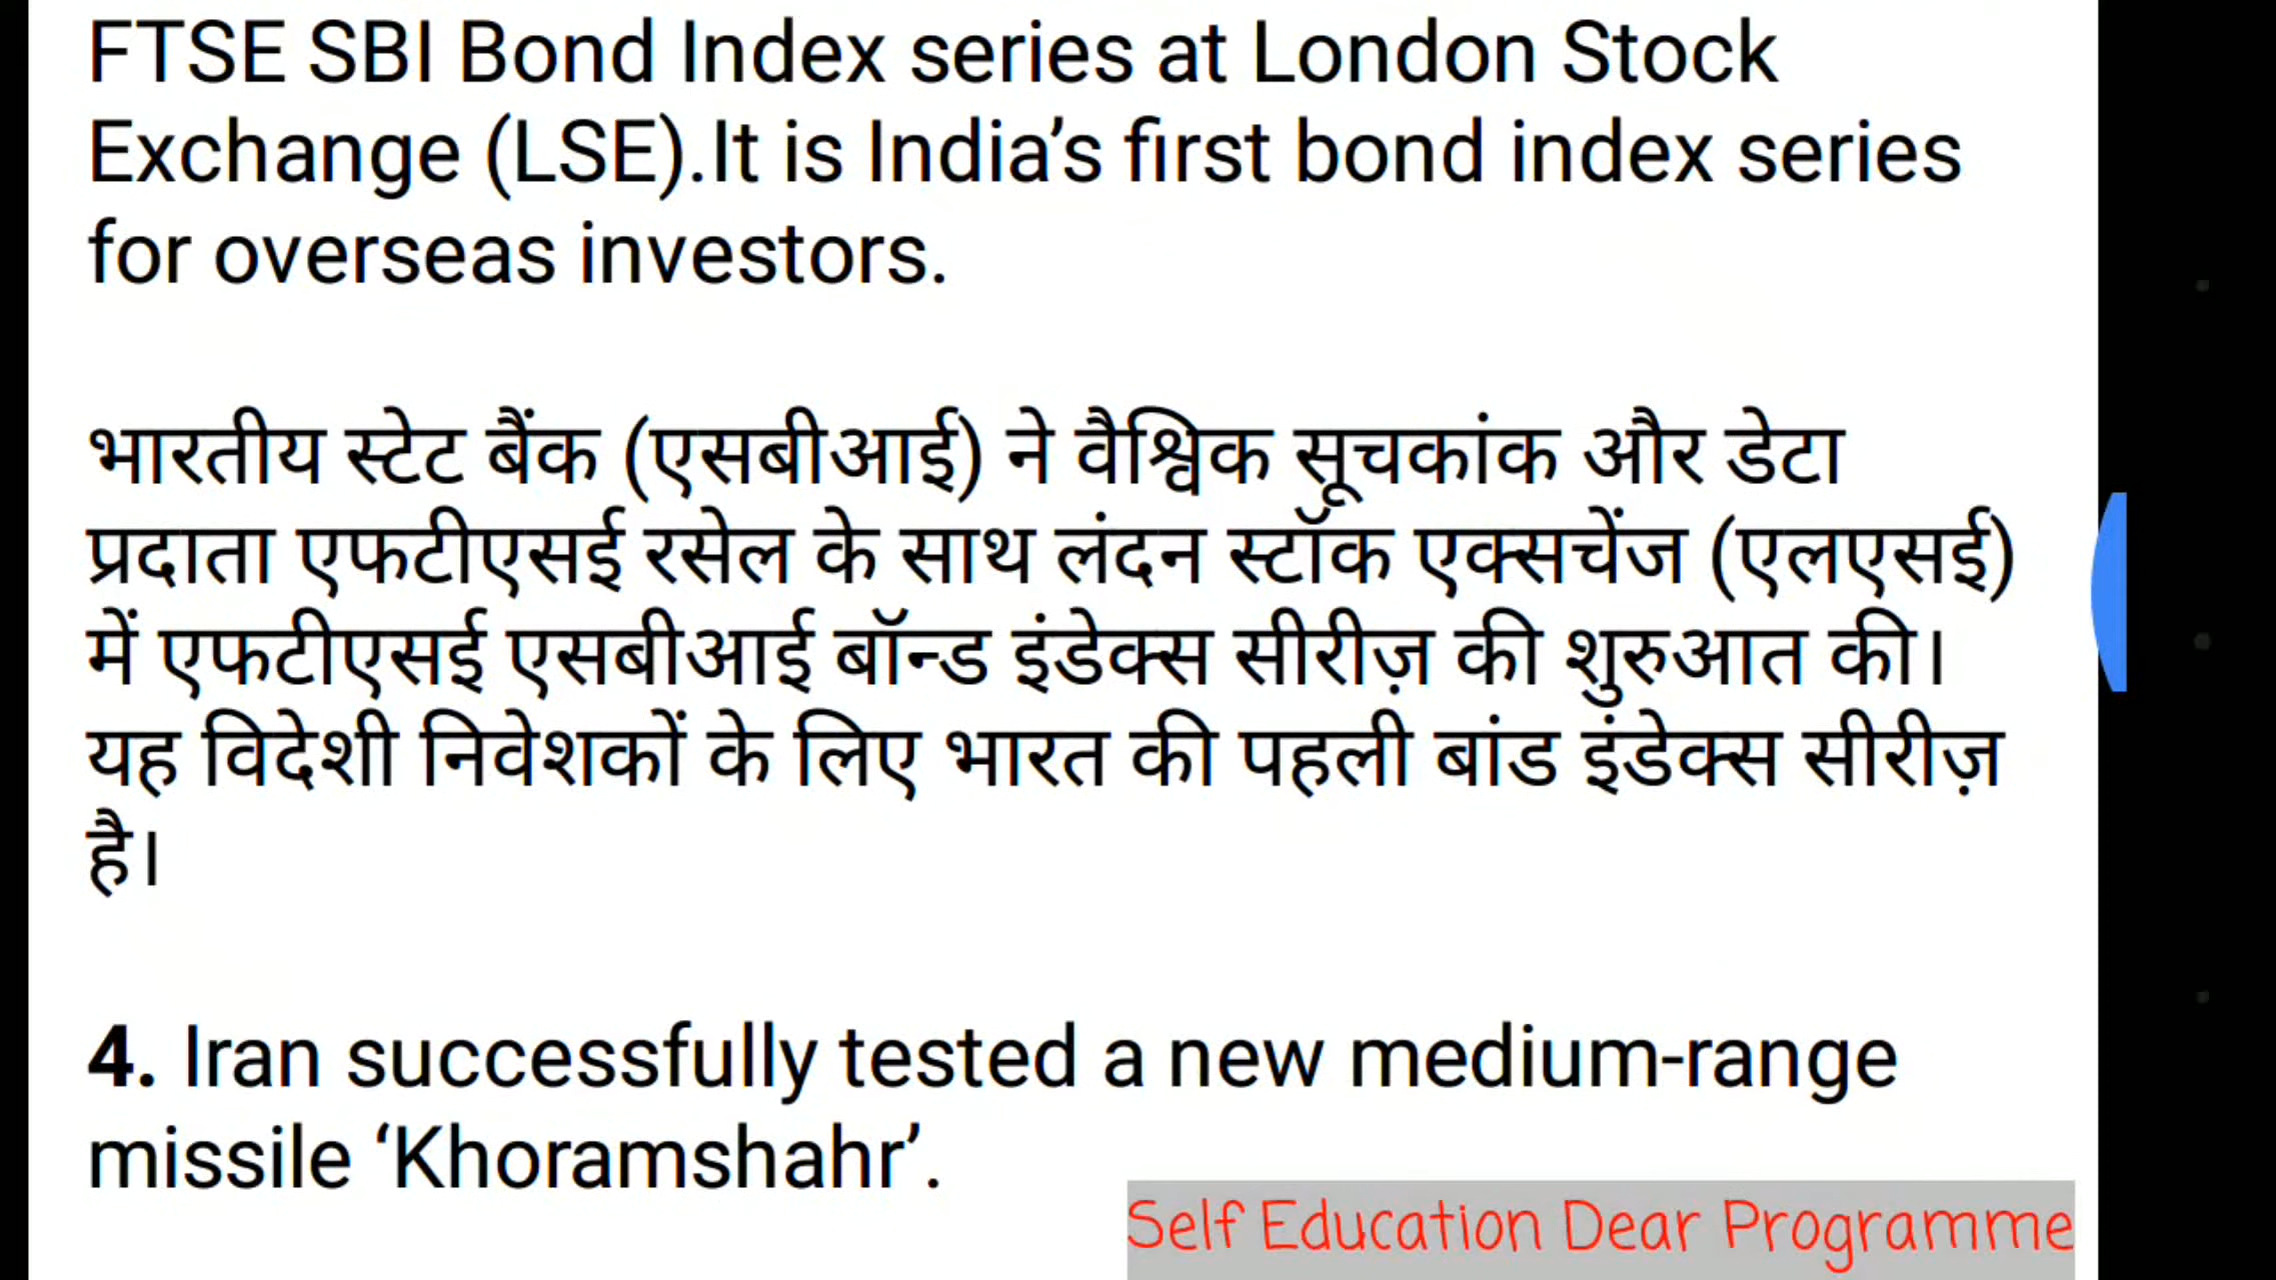 FTSE SBI Bond Index series at London Stock
Exchange (LSE).It is India’s first bond index series
for overseas investors.
भारतीय स्टेट बैंक (एसबीआई) ने वैश्विक सूचकांक और डेटा
प्रदाता एफटीएसई रसेल के साथ लंदन स्टॉक एक्सचेंज (एलएसई)
में एफटीएसई एसबीआई बॉन्ड इंडेक्स सीरीज़ की शुरुआत की।
यह विदेशी निवेशकों के लिए भारत की पहली बांड इंडेक्स सीरीज़
है।
4. Iran successfully tested a new medium-range
missile ‘Khoramshahr’.
Self Education Dear Programme